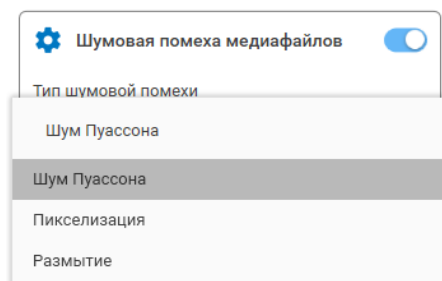 Шумовая помеха медиафайлов
Тип шумовой помехи
Шум Пуассона
Шум Пуассона
Пикселизация
Размытие